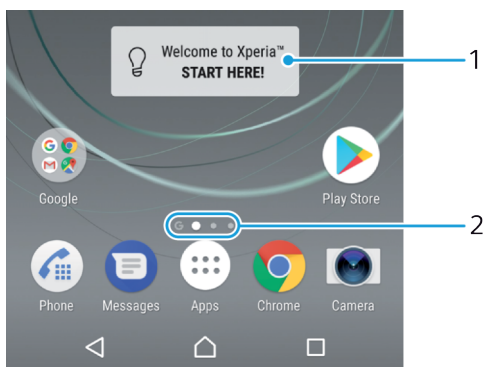 Welcome to Xperia™
START HERE!
1
Google
Play Store
G
2
Phone
Messages
Apps
Chrome
Camera